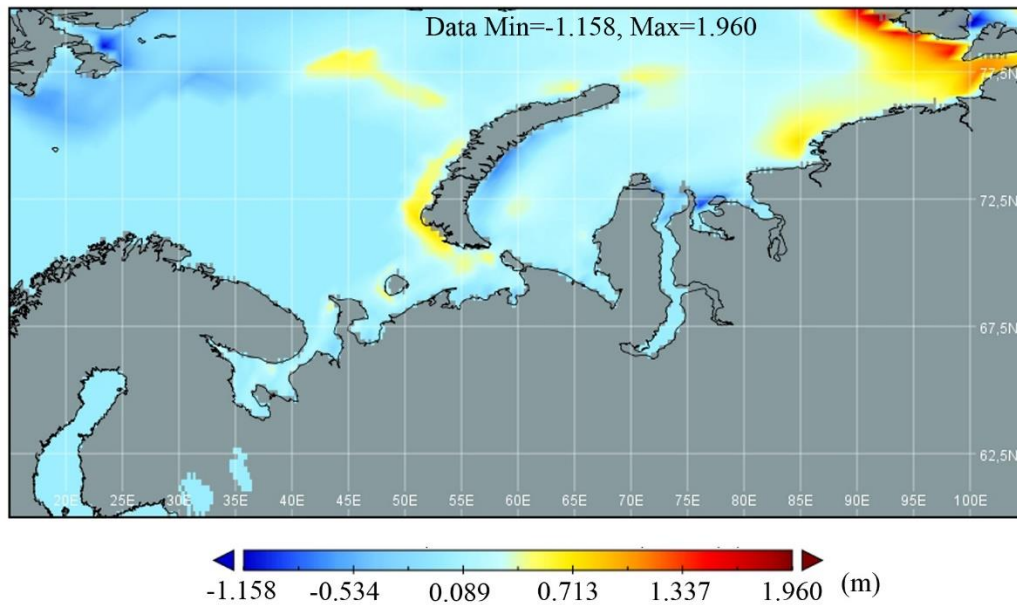 Data Min=-1.158, Max=1.960
77,5N
72,5N
67,5N
62,5N
20E 25E 30E 35E 40E 45E 50E 55E 60E 65E 70E 75E 80E 85E 90E 95E 100E
-1.158 -0.534 0.089 0.713 1.337 1.960 (m)